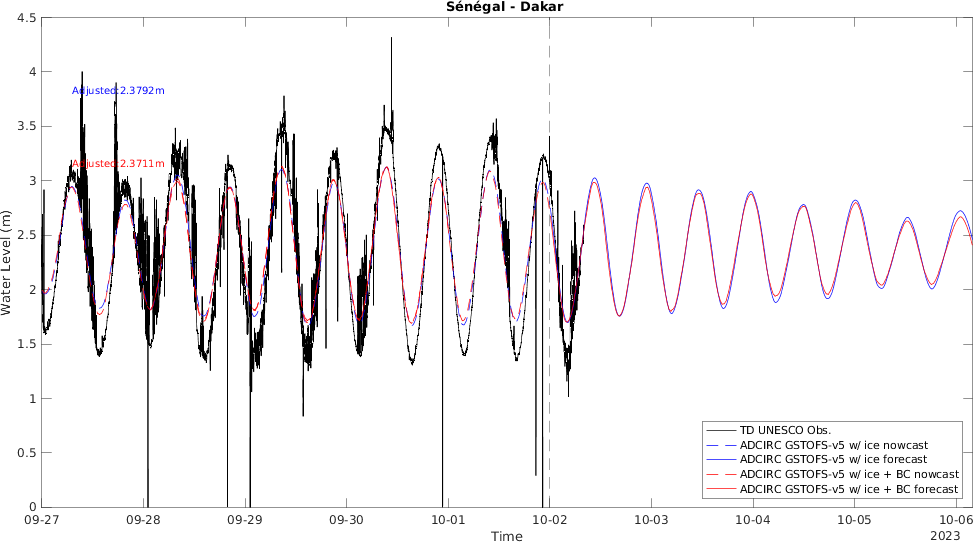 Sénégal - Dakar
4.5
4
3.5
3
2.5
2
1.5
1
0.5
0
Water Level (m)
Adjusted:2.3792m
Adjusted:2.3711m
TD UNESCO Obs.
ADCIRC GSTOFS-v5 w/ ice nowcast
ADCIRC GSTOFS-v5 w/ ice forecast
ADCIRC GSTOFS-v5 w/ ice + BC nowcast
ADCIRC GSTOFS-v5 w/ ice + BC forecast
09-27 09-28 09-29 09-30 10-01 10-02 10-03 10-04 10-05 10-06
2023
Time